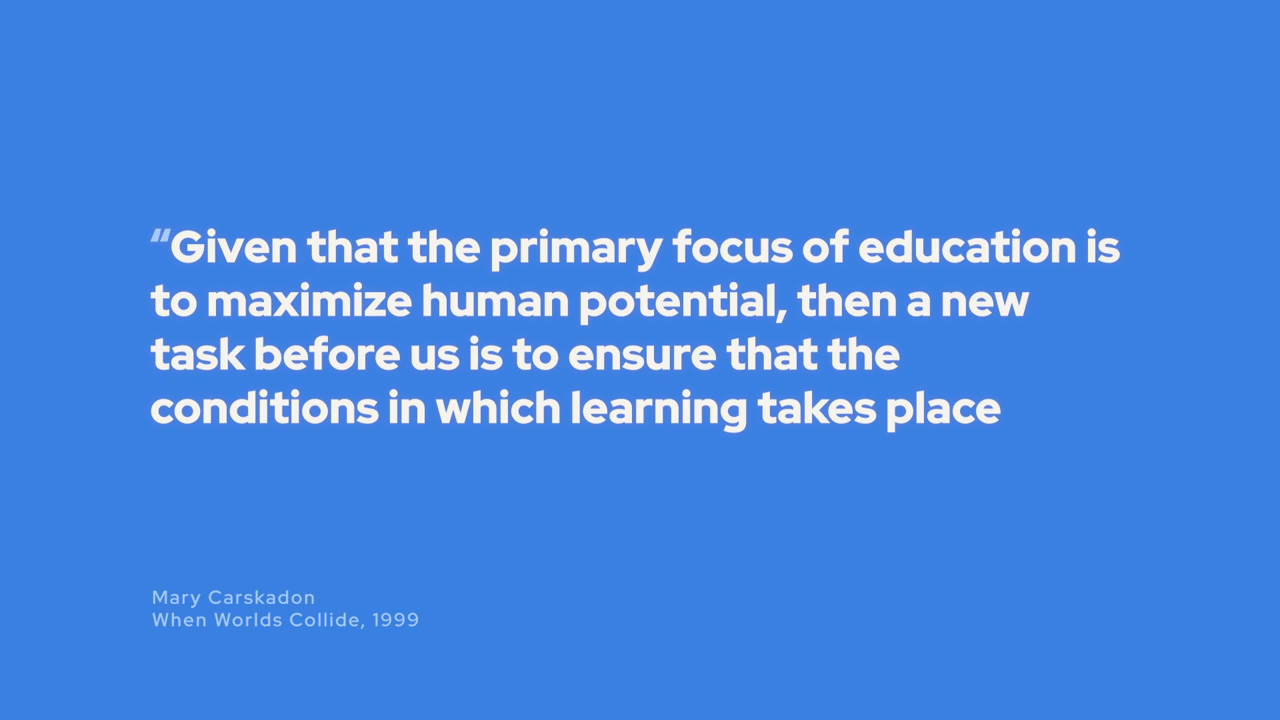 “Given that the primary focus of education is
to maximize human potential, then a new
task before us is to ensure that the
conditions in which learning takes place
Mary Carskadon
When Worlds Collide, 1999